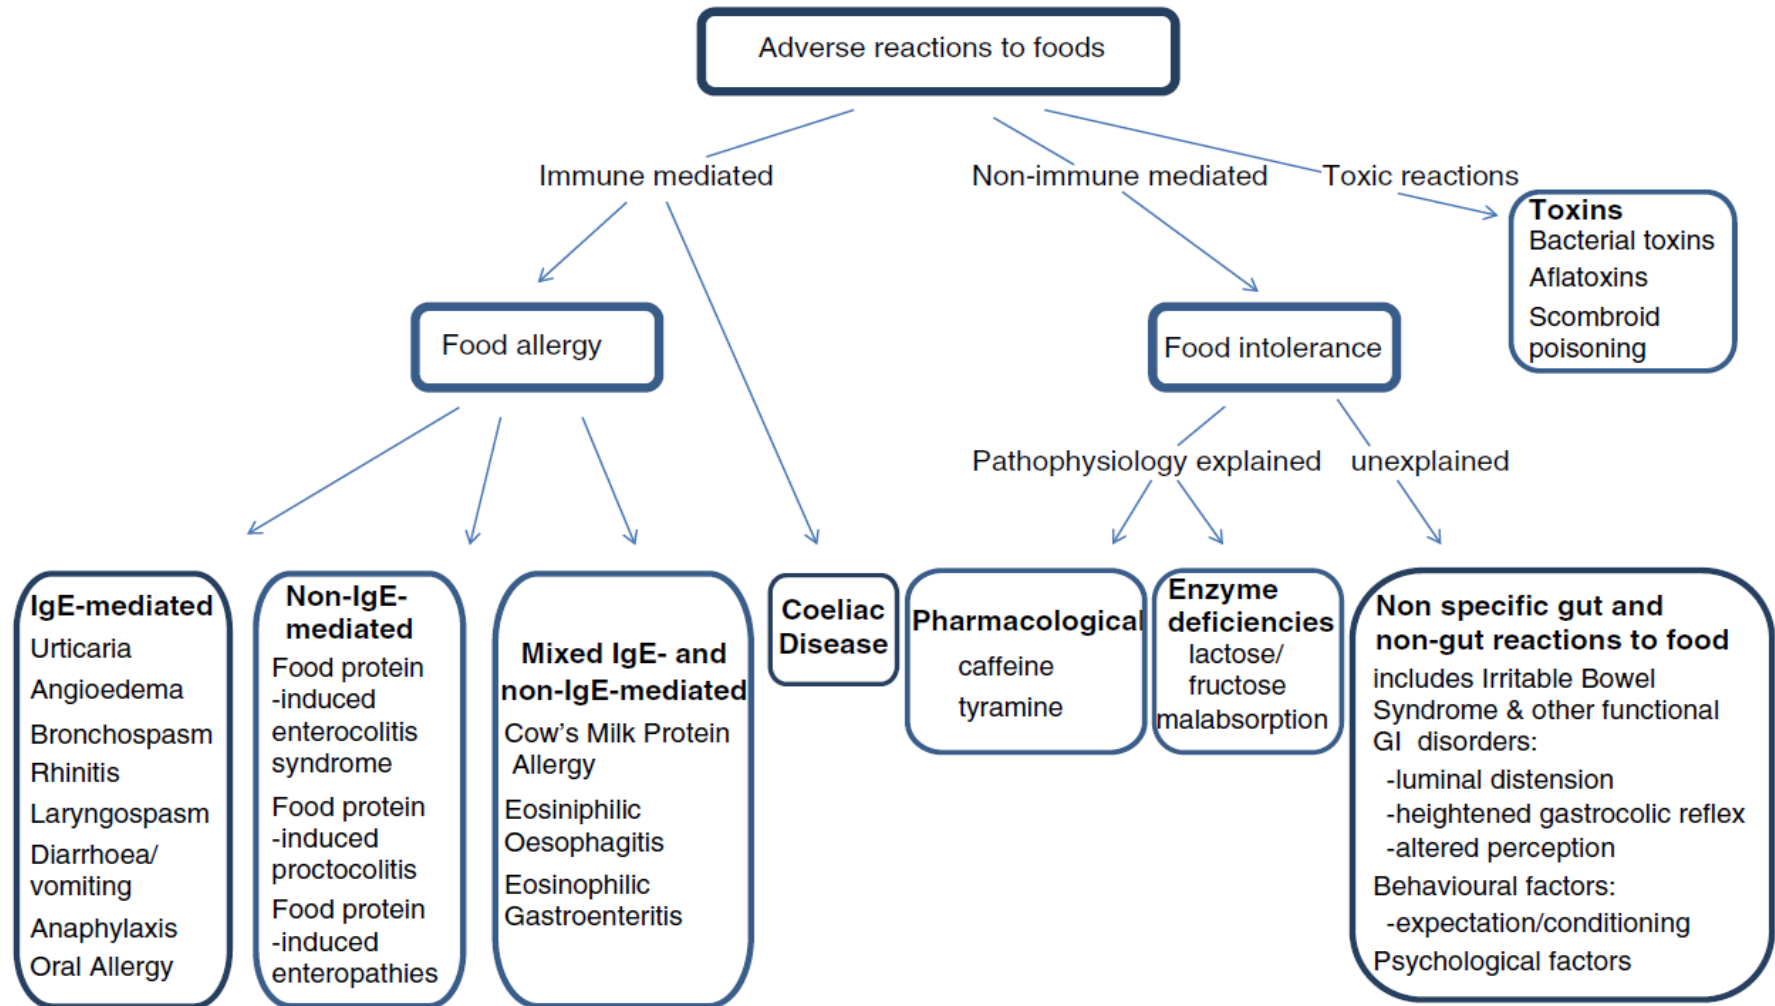 Adverse reactions to foods
Immune mediated
Non-immune mediated
Toxic reactions
Toxins
Bacterial toxins
Aflatoxins
Scombroid
poisoning
Food allergy
Food intolerance
Pathophysiology explained
unexplained
IgE-mediated
Urticaria
Angioedema
Bronchospasm
Rhinitis
Laryngospasm
Diarrhoea/
vomiting
Anaphylaxis
Oral Allergy
Non-IgE-
mediated
Food protein
-induced
enterocolitis
syndrome
Food protein
-induced
proctocolitis
Food protein
-induced
enteropathies
Mixed IgE- and
non-IgE-mediated
Cow's Milk Protein
Allergy
Eosiniphilic
Oesophagitis
Eosinophilic
Gastroenteritis
Coeliac
Disease
Pharmacological
caffeine
tyramine
Enzyme
deficiencies
lactose/
fructose
malabsorption
Non specific gut and
non-gut reactions to food
includes Irritable Bowel
Syndrome & other functional
GI disorders:
-luminal distension
-heightened gastrocolic reflex
-altered perception
Behavioural factors:
-expectation/conditioning
Psychological factors